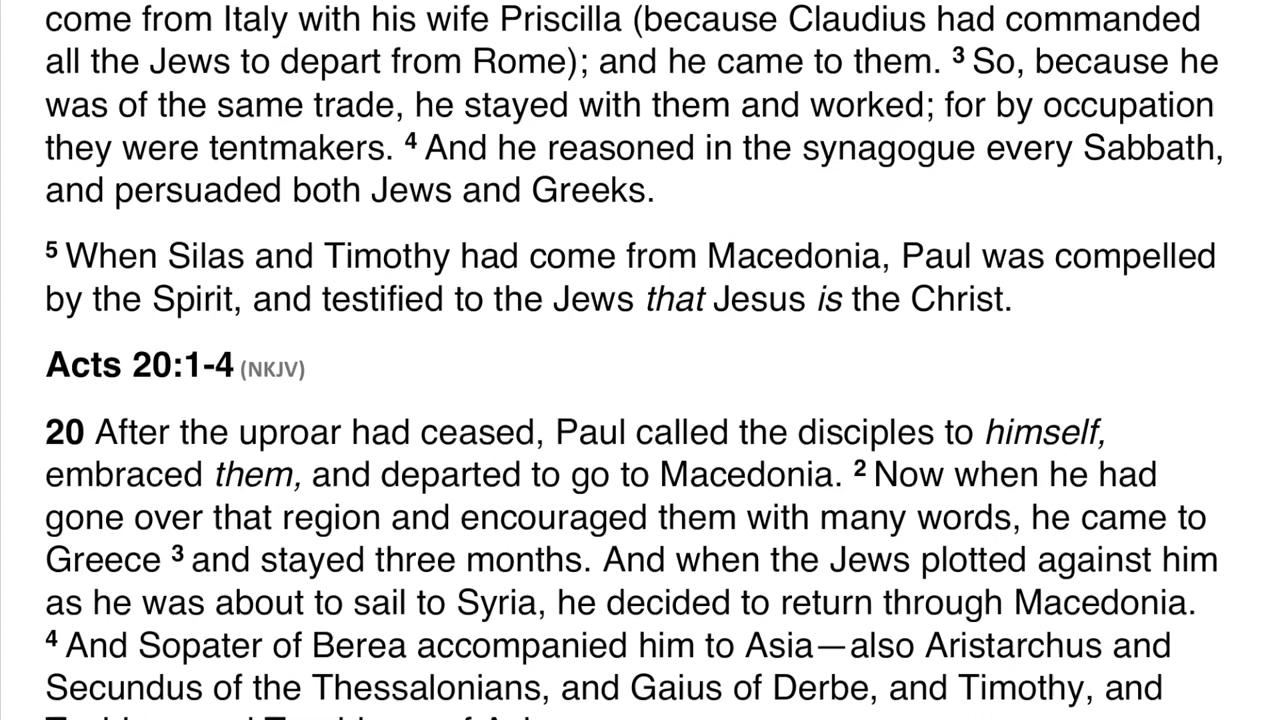 come from Italy with his wife Priscilla (because Claudius had commanded
all the Jews to depart from Rome); and he came to them. 3 So, because he
was of the same trade, he stayed with them and worked; for by occupation
they were tentmakers. 4 And he reasoned in the synagogue every Sabbath,
and persuaded both Jews and Greeks.
5 When Silas and Timothy had come from Macedonia, Paul was compelled
by the Spirit, and testified to the Jews that Jesus is the Christ.
Acts 20:1-4 (NKJV)
20 After the uproar had ceased, Paul called the disciples to himself,
embraced them, and departed to go to Macedonia. 2 Now when he had
gone over that region and encouraged them with many words, he came to
Greece 3 and stayed three months. And when the Jews plotted against him
as he was about to sail to Syria, he decided to return through Macedonia.
4 And Sopater of Berea accompanied him to Asia—also Aristarchus and
Secundus of the Thessalonians, and Gaius of Derbe, and Timothy, and